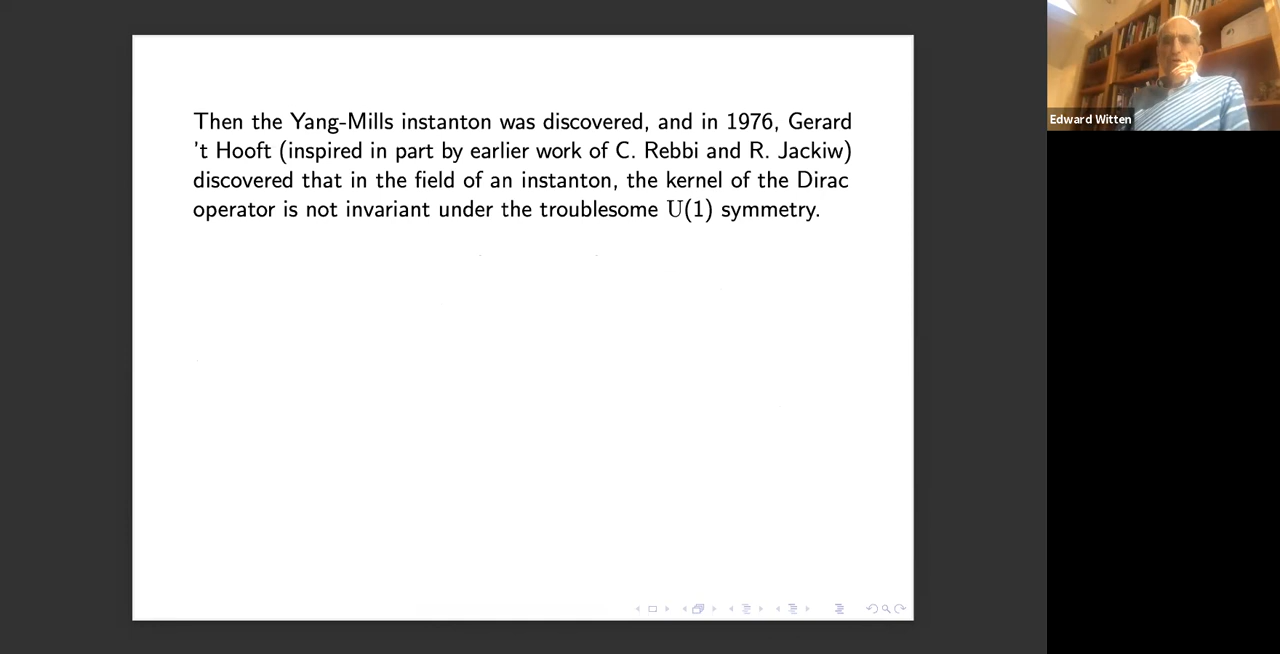 Then the Yang-Mills instanton was discovered, and in 1976, Gerard
't Hooft (inspired in part by earlier work of C. Rebbi and R. Jackiw)
discovered that in the field of an instanton, the kernel of the Dirac
operator is not invariant under the troublesome U(1) symmetry.
Edward Witten